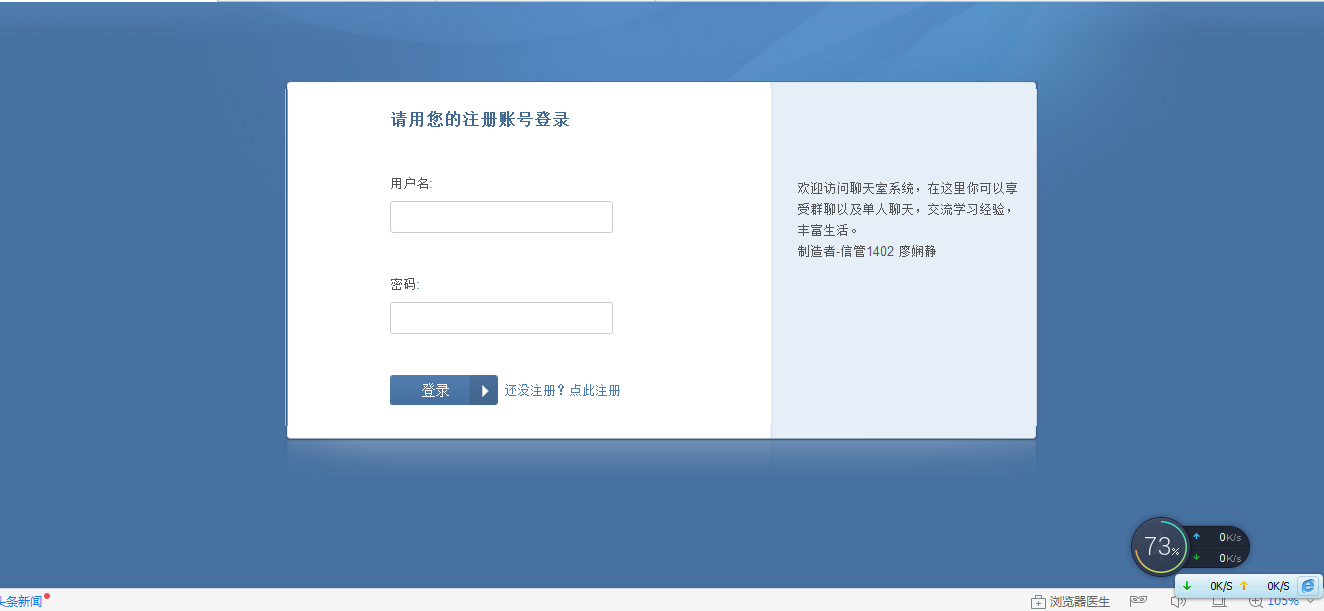 请用您的注册账号登录
用户名:
密码:
登录
还没注册？点此注册
欢迎访问聊天室系统，在这里你可以享
受群聊以及单人聊天，交流学习经验，
丰富生活。
制造者-信管1402 廖娴静
73%
0K/s
0K/s
0K/S
0K/S
头条新闻
浏览器医生
105%